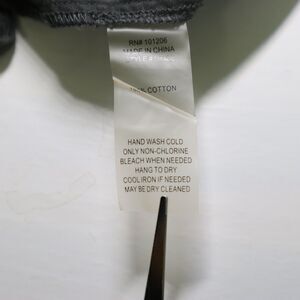 RN# 101206
MADE IN CHINA
STYLE #
COTTON
HAND WASH COLD
ONLY NON-CHLORINE
BLEACH WHEN NEEDED
HANG TO DRY
COOL IRON IF NEEDED
MAY BE DRY CLEANED